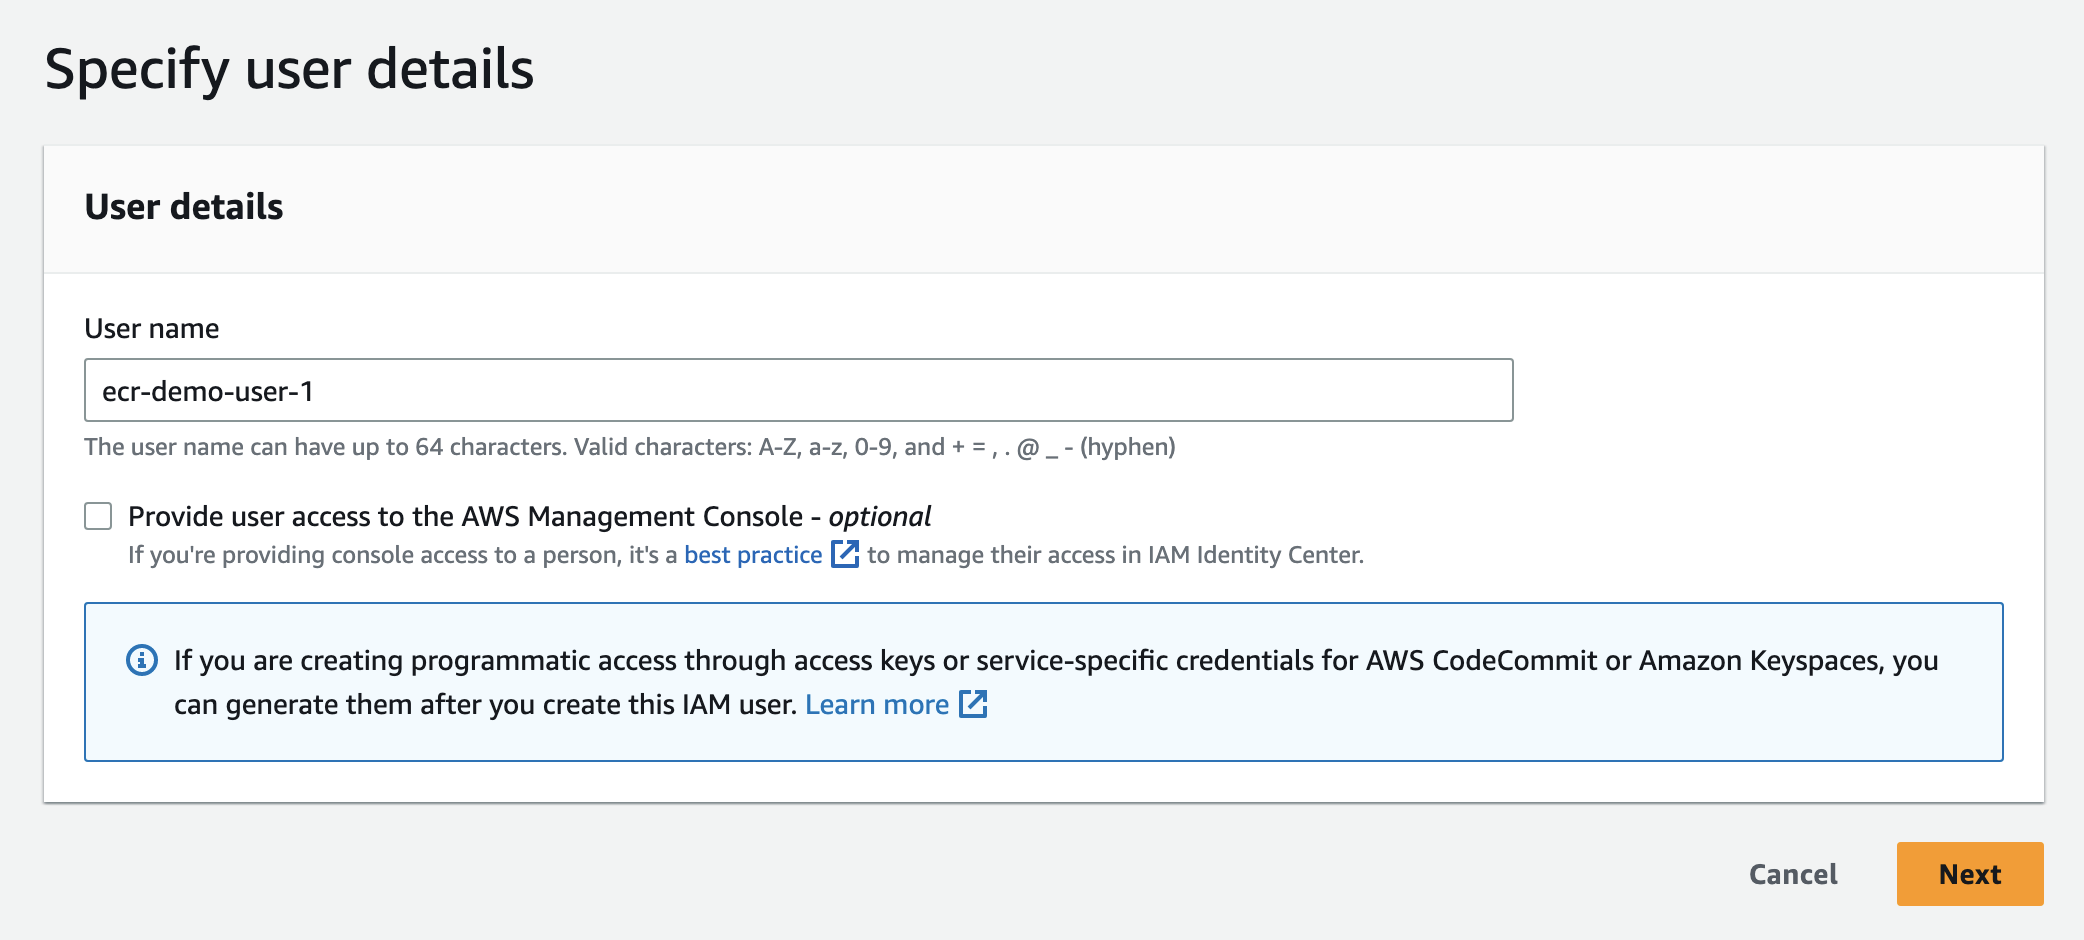 Specify user details
User details
User name
ecr-demo-user-1
The user name can have up to 64 characters. Valid characters: A-Z, a-z, 0-9, and + = , . @ _ - (hyphen)
Provide user access to the AWS Management Console - optional
If you're providing console access to a person, it's a best practice to manage their access in IAM Identity Center.
If you are creating programmatic access through access keys or service-specific credentials for AWS CodeCommit or Amazon Keyspaces, you
can generate them after you create this IAM user. Learn more
Cancel
Next